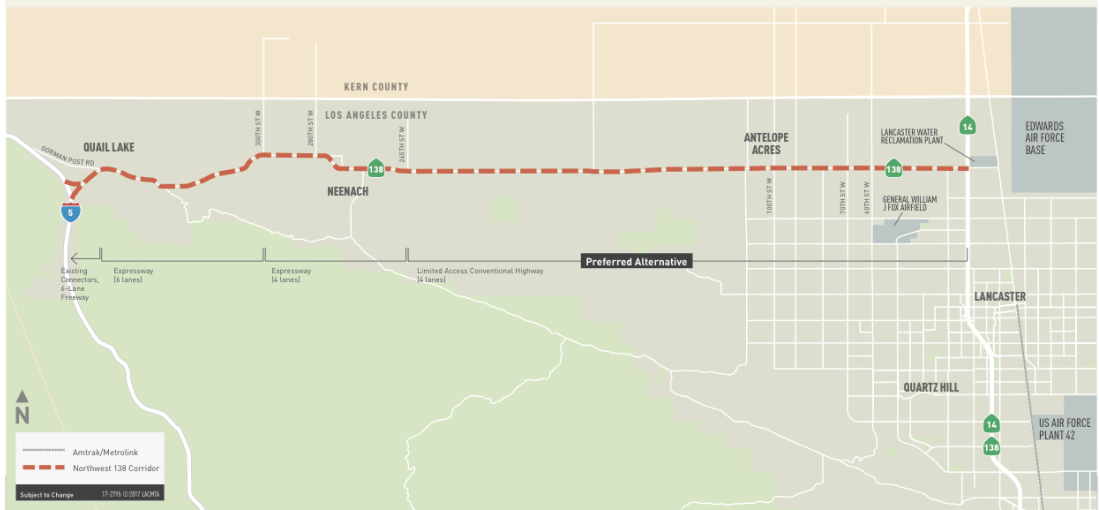 KERN COUNTY
LOS ANGELES COUNTY
300TH ST W
280TH ST W
245TH ST W
GORMAN POST RD
QUAIL LAKE
NEENACH
138
5
ANTELOPE
ACRES
100TH ST W
70TH ST W
60TH ST W
138
14
LANCASTER WATER
RECLAMATION PLANT
EDWARDS
AIR FORCE
BASE
GENERAL WILLIAM
J FOX AIRFIELD
Existing
Connectors,
6-Lane
Freeway
Expressway
(6 lanes)
Expressway
(4 lanes)
Limited Access Conventional Highway
(4 lanes)
Preferred Alternative
LANCASTER
QUARTZ HILL
14
138
US AIR FORCE
PLANT 42
N
Amtrak/Metrolink
Northwest 138 Corridor
Subject to Change
17-2795 ©2017 LACMTA